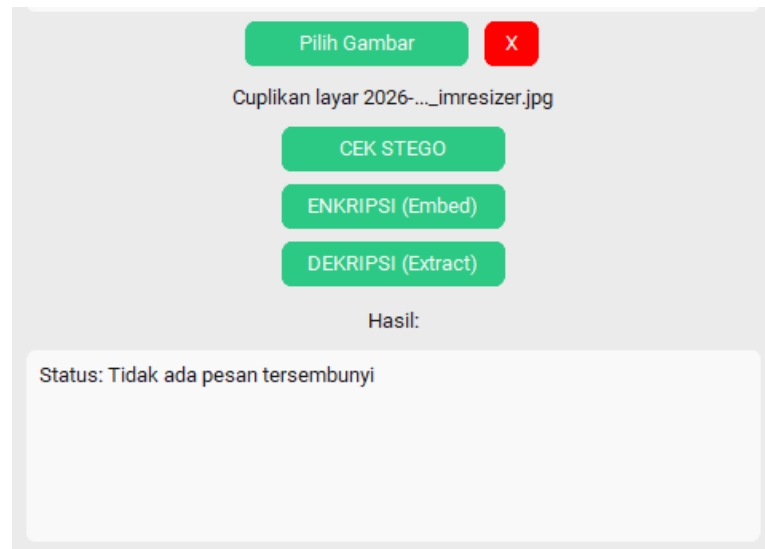 Pilih Gambar X
Cuplikan layar 2026-..._imresizer.jpg
CEK STEGO
ENKRIPSI (Embed)
DEKRIPSI (Extract)
Hasil:
Status: Tidak ada pesan tersembunyi